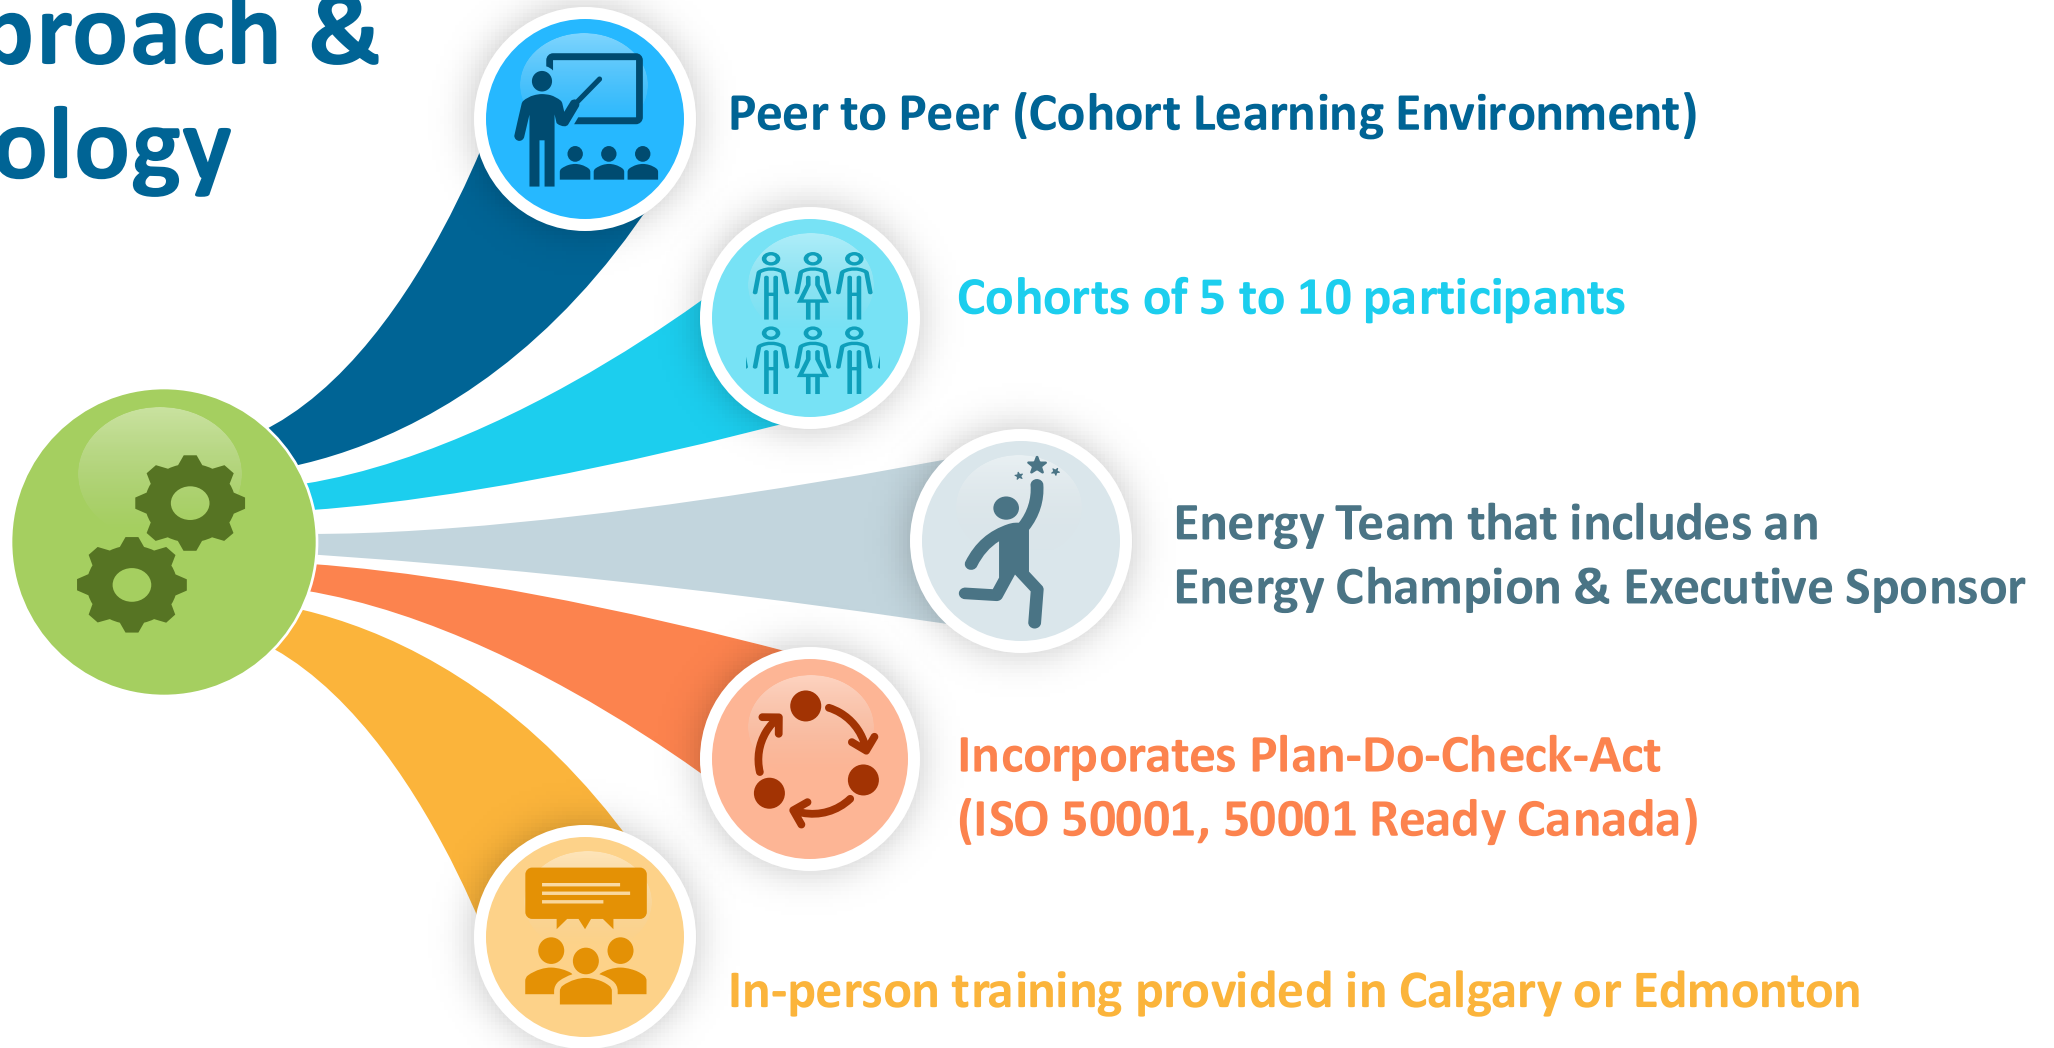 proach &
ology
Peer to Peer (Cohort Learning Environment)
Cohorts of 5 to 10 participants
Energy Team that includes an
Energy Champion & Executive Sponsor
Incorporates Plan-Do-Check-Act
(ISO 50001, 50001 Ready Canada)
In-person training provided in Calgary or Edmonton